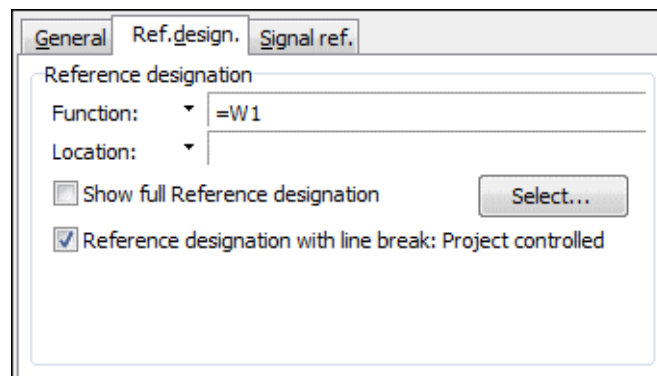 General Ref.design. Signal ref.
Reference designation
Function: =W1
Location:
Show full Reference designation Select...
Reference designation with line break: Project controlled